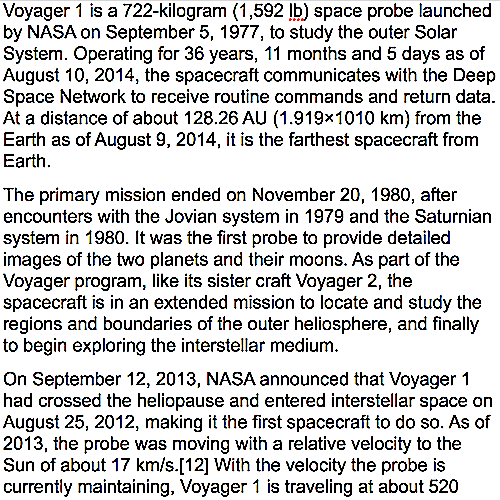 Voyager 1 is a 722-kilogram (1,592 lb) space probe launched
by NASA on September 5, 1977, to study the outer Solar
System. Operating for 36 years, 11 months and 5 days as of
August 10, 2014, the spacecraft communicates with the Deep
Space Network to receive routine commands and return data.
At a distance of about 128.26 AU (1.919×1010 km) from the
Earth as of August 9, 2014, it is the farthest spacecraft from
Earth.
The primary mission ended on November 20, 1980, after
encounters with the Jovian system in 1979 and the Saturnian
system in 1980. It was the first probe to provide detailed
images of the two planets and their moons. As part of the
Voyager program, like its sister craft Voyager 2, the
spacecraft is in an extended mission to locate and study the
regions and boundaries of the outer heliosphere, and finally
to begin exploring the interstellar medium.
On September 12, 2013, NASA announced that Voyager 1
had crossed the heliopause and entered interstellar space on
August 25, 2012, making it the first spacecraft to do so. As of
2013, the probe was moving with a relative velocity to the
Sun of about 17 km/s.[12] With the velocity the probe is
currently maintaining, Voyager 1 is traveling at about 520